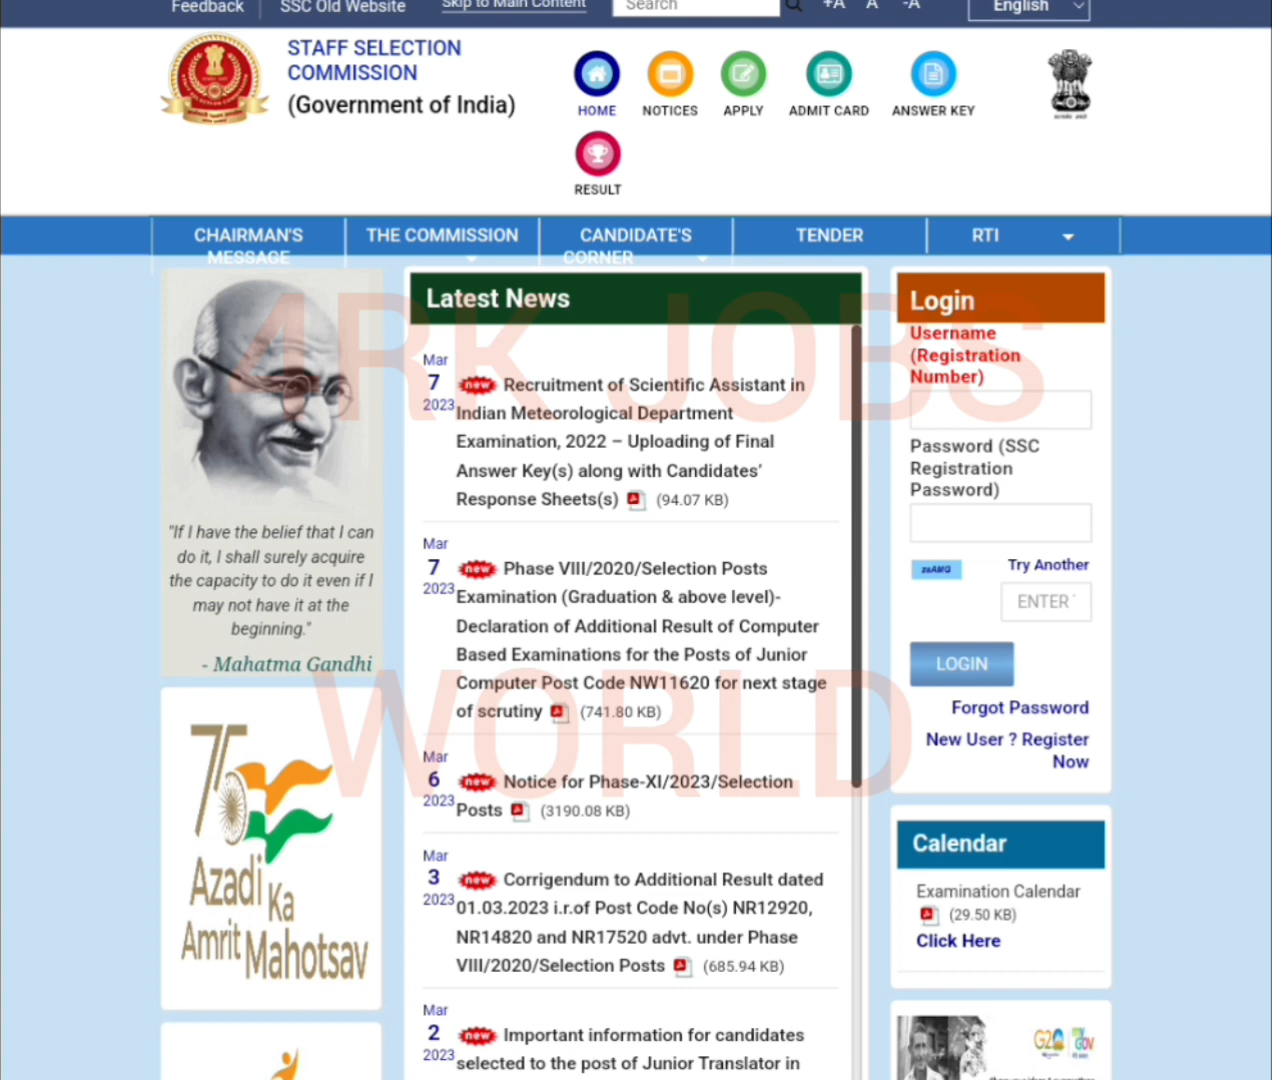 Feedback
SSC Old Website
Skip to Main Content
Search
+A A -A
English
STAFF SELECTION
COMMISSION
(Government of India)
HOME
NOTICES
APPLY
ADMIT CARD
ANSWER KEY
RESULT
CHAIRMAN'S
MESSAGE
THE COMMISSION
CANDIDATE'S
CORNER
TENDER
RTI
4RK JOBS
WORLD
"If I have the belief that I can
do it, I shall surely acquire
the capacity to do it even if I
may not have it at the
beginning."
- Mahatma Gandhi
75
Azadi
Ka
Amrit
Mahotsav
Latest News
Mar
7
2023
new Recruitment of Scientific Assistant in
Indian Meteorological Department
Examination, 2022 – Uploading of Final
Answer Key(s) along with Candidates’
Response Sheets(s) (94.07 KB)
Mar
7
2023
new Phase VIII/2020/Selection Posts
Examination (Graduation & above level)-
Declaration of Additional Result of Computer
Based Examinations for the Posts of Junior
Computer Post Code NW11620 for next stage
of scrutiny (741.80 KB)
Mar
6
2023
new Notice for Phase-XI/2023/Selection
Posts (3190.08 KB)
Mar
3
2023
new Corrigendum to Additional Result dated
01.03.2023 i.r.of Post Code No(s) NR12920,
NR14820 and NR17520 advt. under Phase
VIII/2020/Selection Posts (685.94 KB)
Mar
2
2023
new Important information for candidates
selected to the post of Junior Translator in
Login
Username
(Registration
Number)
Password (SSC
Registration
Password)
Try Another
ENTER
LOGIN
Forgot Password
New User ? Register
Now
Calendar
Examination Calendar
(29.50 KB)
Click Here
G20
my
GOV